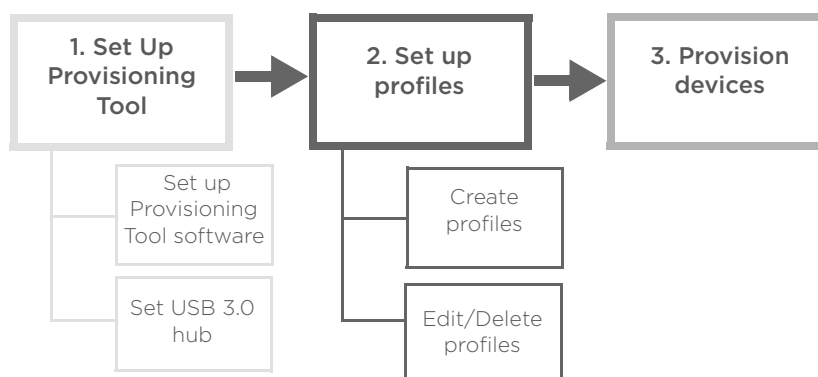 1. Set Up
Provisioning
Tool
2. Set up
profiles
3. Provision
devices
Set up
Provisioning
Tool software
Set USB 3.0
hub
Create
profiles
Edit/Delete
profiles